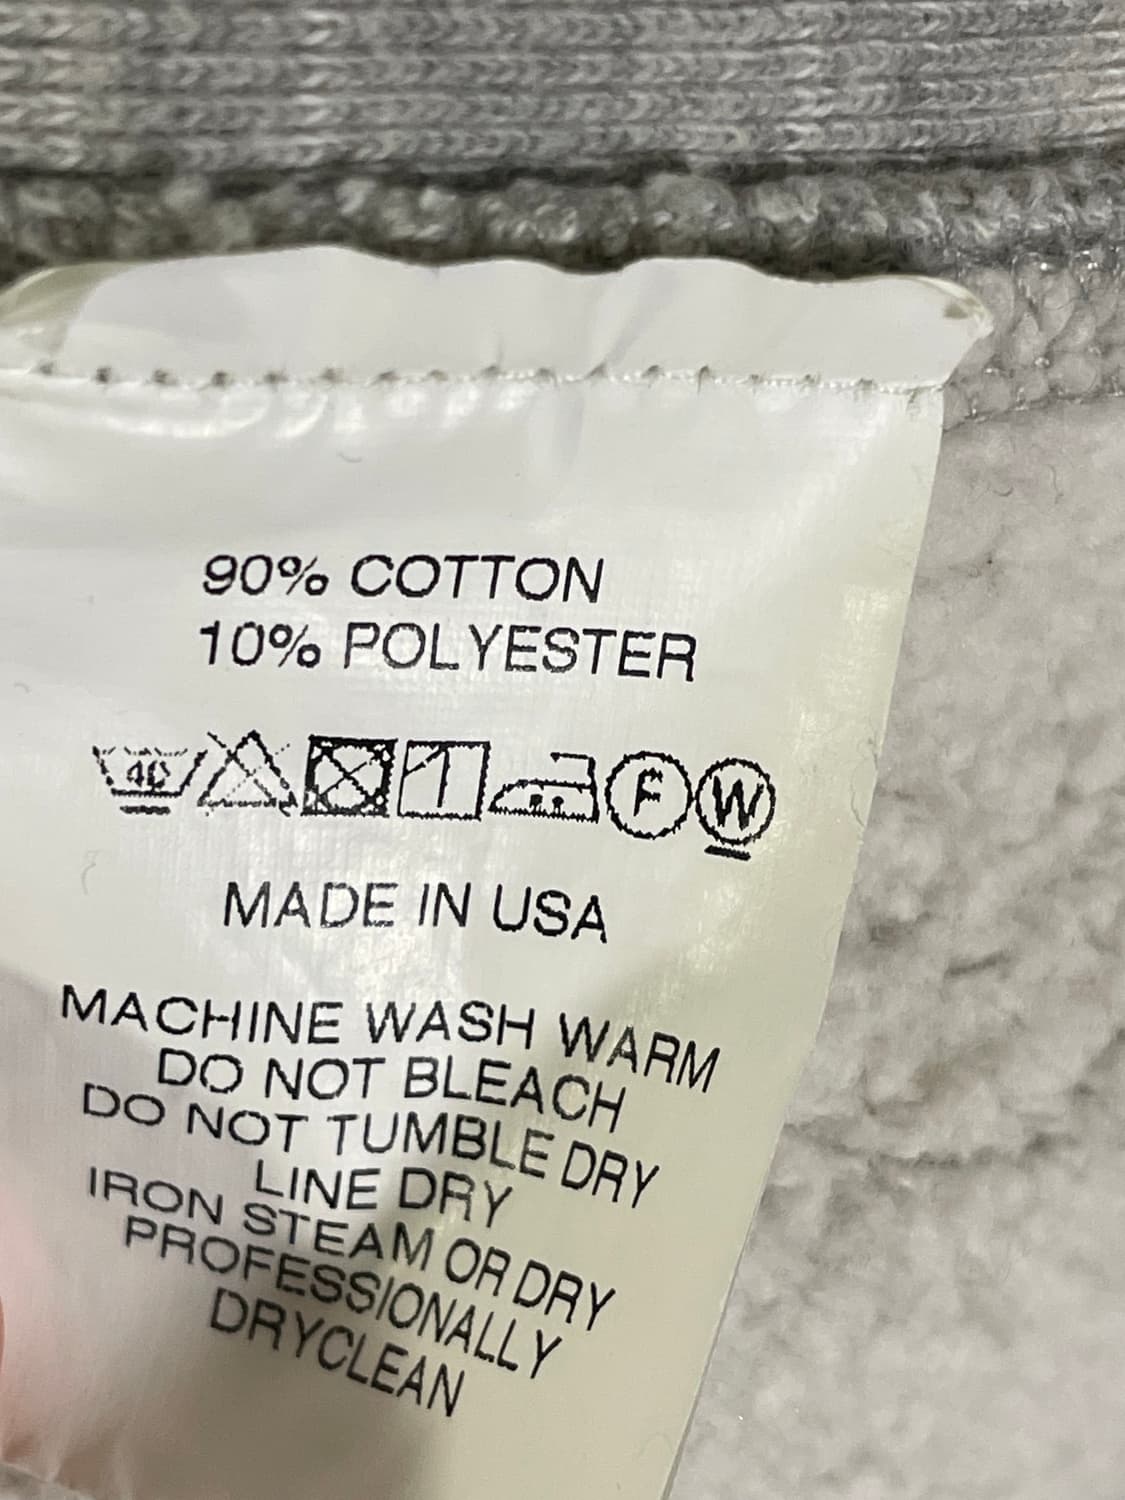 90% COTTON
10% POLYESTER
40 F W
MADE IN USA
MACHINE WASH WARM
DO NOT BLEACH
DO NOT TUMBLE DRY
LINE DRY
IRON STEAM OR DRY
PROFESSIONALLY
DRYCLEAN